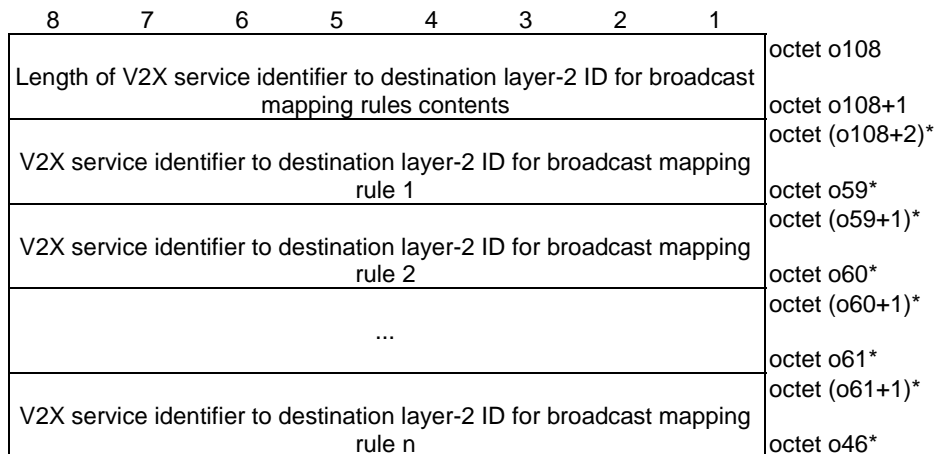 8 7 6 5 4 3 2 1
octet o108
Length of V2X service identifier to destination layer-2 ID for broadcast
mapping rules contents
octet o108+1
octet (o108+2)*
V2X service identifier to destination layer-2 ID for broadcast mapping
rule 1
octet o59*
octet (o59+1)*
V2X service identifier to destination layer-2 ID for broadcast mapping
rule 2
octet o60*
octet (o60+1)*
...
octet o61*
octet (o61+1)*
V2X service identifier to destination layer-2 ID for broadcast mapping
rule n
octet o46*